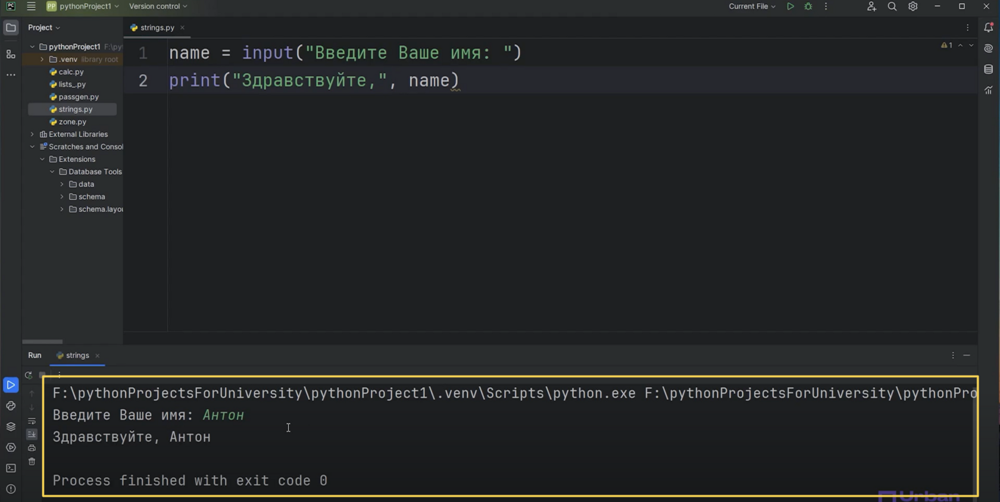 PC
PP pythonProject1
Version control
Current File
Project
strings.py
pythonProject1 F:\py
.venv library root
calc.py
lists_.py
passgen.py
strings.py
zone.py
External Libraries
Scratches and Consol
Extensions
Database Tools
data
schema
schema.layou
1 name = input("Введите Ваше имя: ")
2 print("Здравствуйте,", name)
1
Run
strings
F:\pythonProjectsForUniversity\pythonProject1\.venv\Scripts\python.exe F:\pythonProjectsForUniversity\pythonPro
Введите Ваше имя: Антон
Здравствуйте, Антон
Process finished with exit code 0
Urban